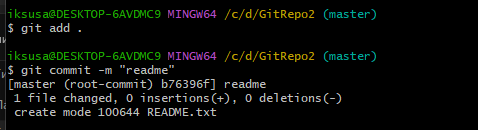 iksusa@DESKTOP-6AVDMC9 MINGW64 /c/d/GitRepo2 (master)
$ git add .
iksusa@DESKTOP-6AVDMC9 MINGW64 /c/d/GitRepo2 (master)
$ git commit -m "readme"
[master (root-commit) b76396f] readme
1 file changed, 0 insertions(+), 0 deletions(-)
create mode 100644 README.txt